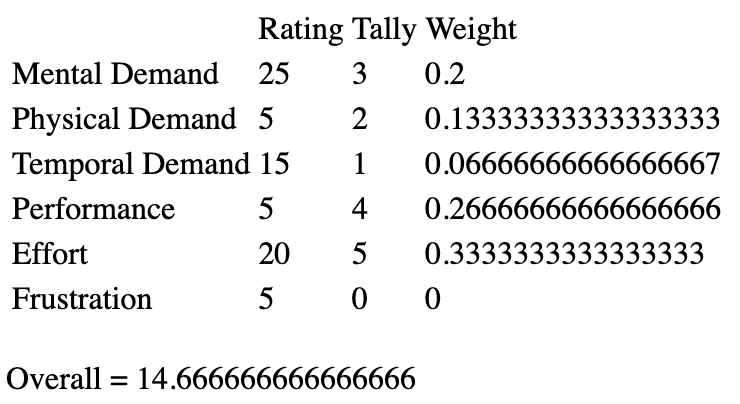 Rating Tally Weight
Mental Demand 25 3 0.2
Physical Demand 5 2 0.13333333333333333
Temporal Demand 15 1 0.06666666666666667
Performance 5 4 0.26666666666666666
Effort 20 5 0.3333333333333333
Frustration 5 0 0
Overall = 14.666666666666666